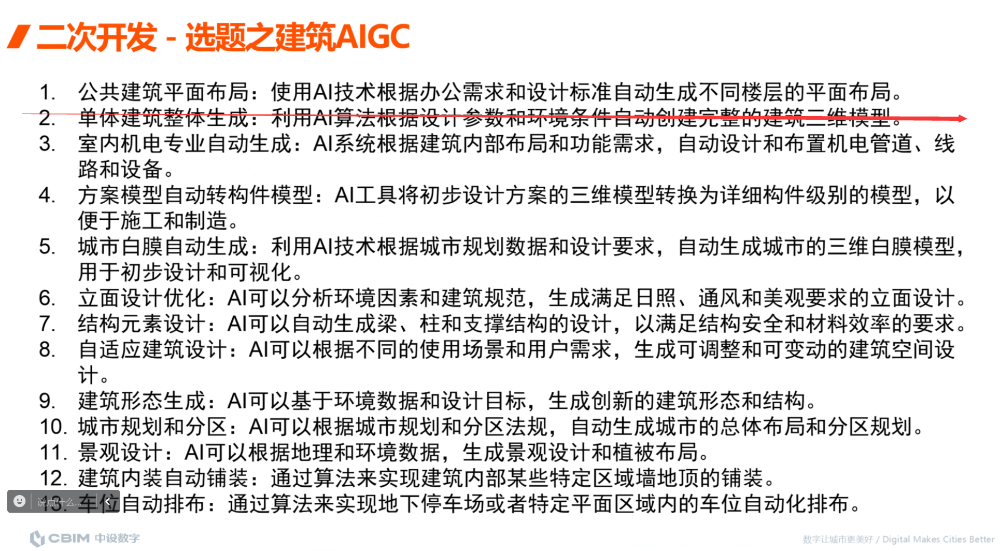 二次开发 - 选题之建筑AIGC
1. 公共建筑平面布局：使用AI技术根据办公需求和设计标准自动生成不同楼层的平面布局。
2. 单体建筑整体生成：利用AI算法根据设计参数和环境条件自动创建完整的建筑三维模型。
3. 室内机电专业自动生成：AI系统根据建筑内部布局和功能需求，自动设计和布置机电管道、线
路和设备。
4. 方案模型自动转构件模型：AI工具将初步设计方案的三维模型转换为详细构件级别的模型，以
便于施工和制造。
5. 城市白膜自动生成：利用AI技术根据城市规划数据和设计要求，自动生成城市的三维白膜模型，
用于初步设计和可视化。
6. 立面设计优化：AI可以分析环境因素和建筑规范，生成满足日照、通风和美观要求的立面设计。
7. 结构元素设计：AI可以自动生成梁、柱和支撑结构的设计，以满足结构安全和材料效率的要求。
8. 自适应建筑设计：AI可以根据不同的使用场景和用户需求，生成可调整和可变动的建筑空间设
计。
9. 建筑形态生成：AI可以基于环境数据和设计目标，生成创新的建筑形态和结构。
10. 城市规划和分区：AI可以根据城市规划和分区法规，自动生成城市的总体布局和分区规划。
11. 景观设计：AI可以根据地理和环境数据，生成景观设计和植被布局。
12. 建筑内装自动铺装：通过算法来实现建筑内部某些特定区域墙地顶的铺装。
13. 车位自动排布：通过算法来实现地下停车场或者特定平面区域内的车位自动化排布。
说点什么...
CBIM 中设数字
数字让城市更美好 / Digital Makes Cities Better